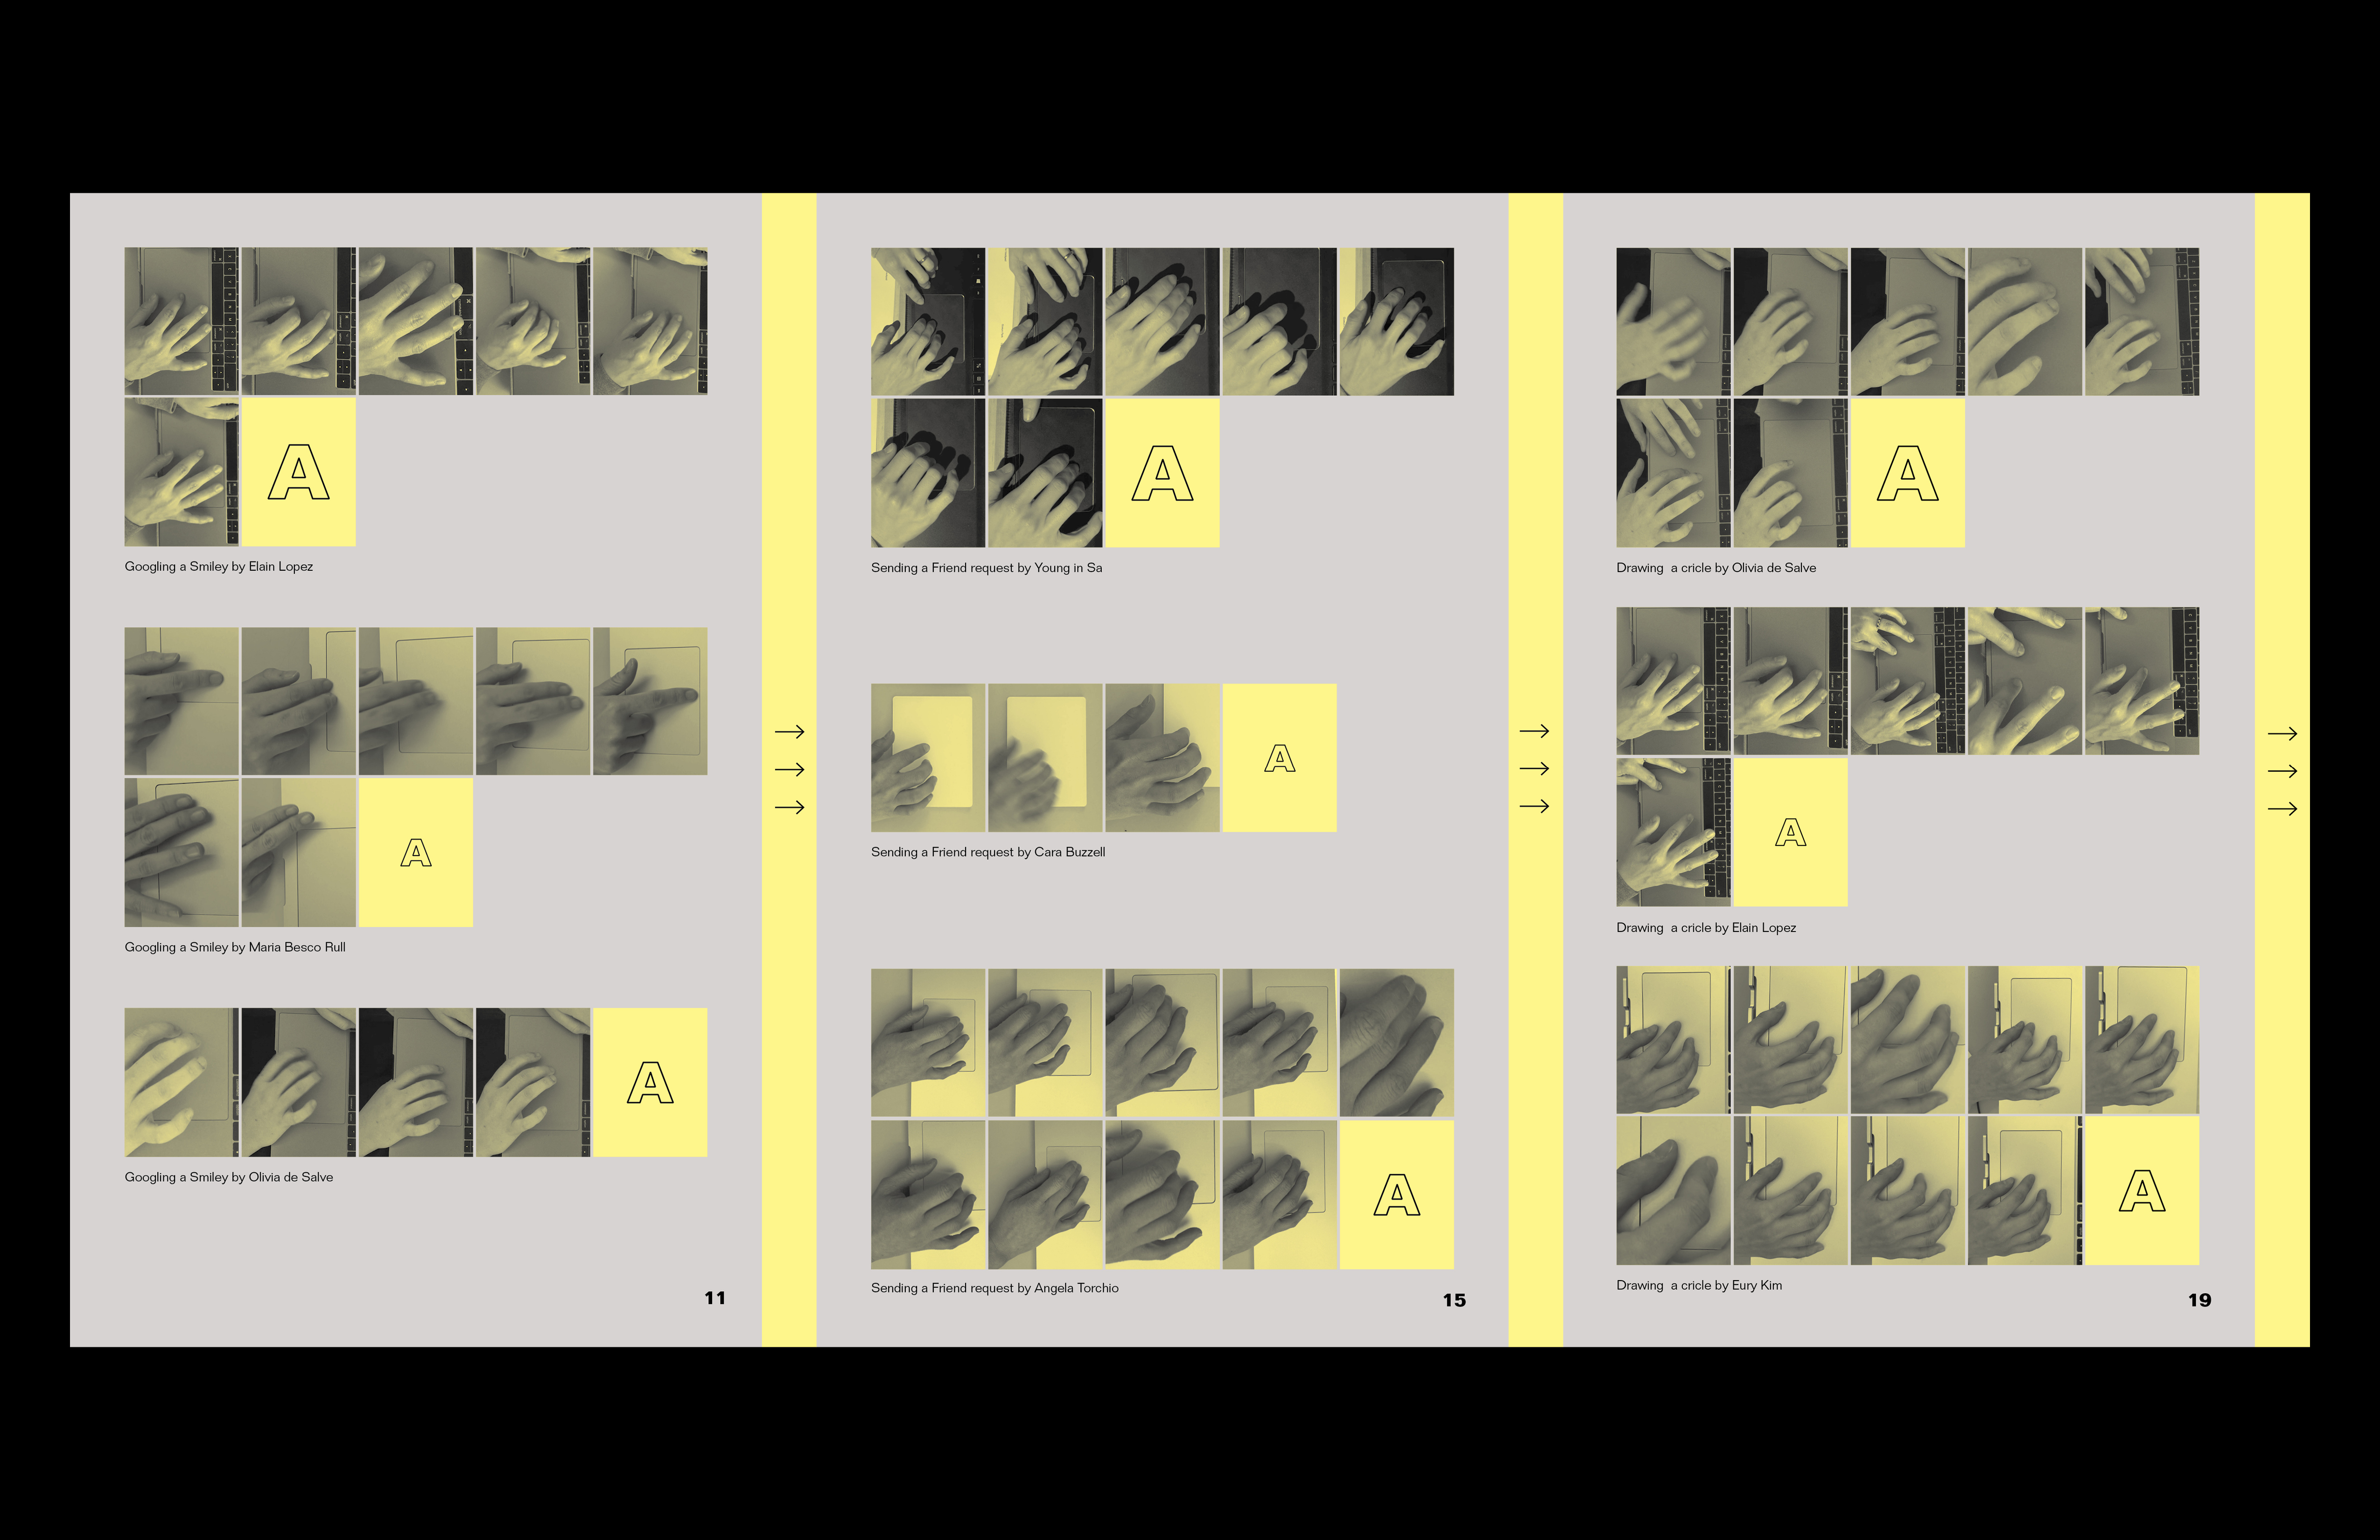 A
Googling a Smiley by Elain Lopez
A
Googling a Smiley by Maria Besco Rull
A
Googling a Smiley by Olivia de Salve
11
→
→
→
A
Sending a Friend request by Young in Sa
A
Sending a Friend request by Cara Buzzell
A
Sending a Friend request by Angela Torchio
15
→
→
→
A
Drawing  a cricle by Olivia de Salve
A
Drawing  a cricle by Elain Lopez
A
Drawing  a cricle by Eury Kim
19
→
→
→